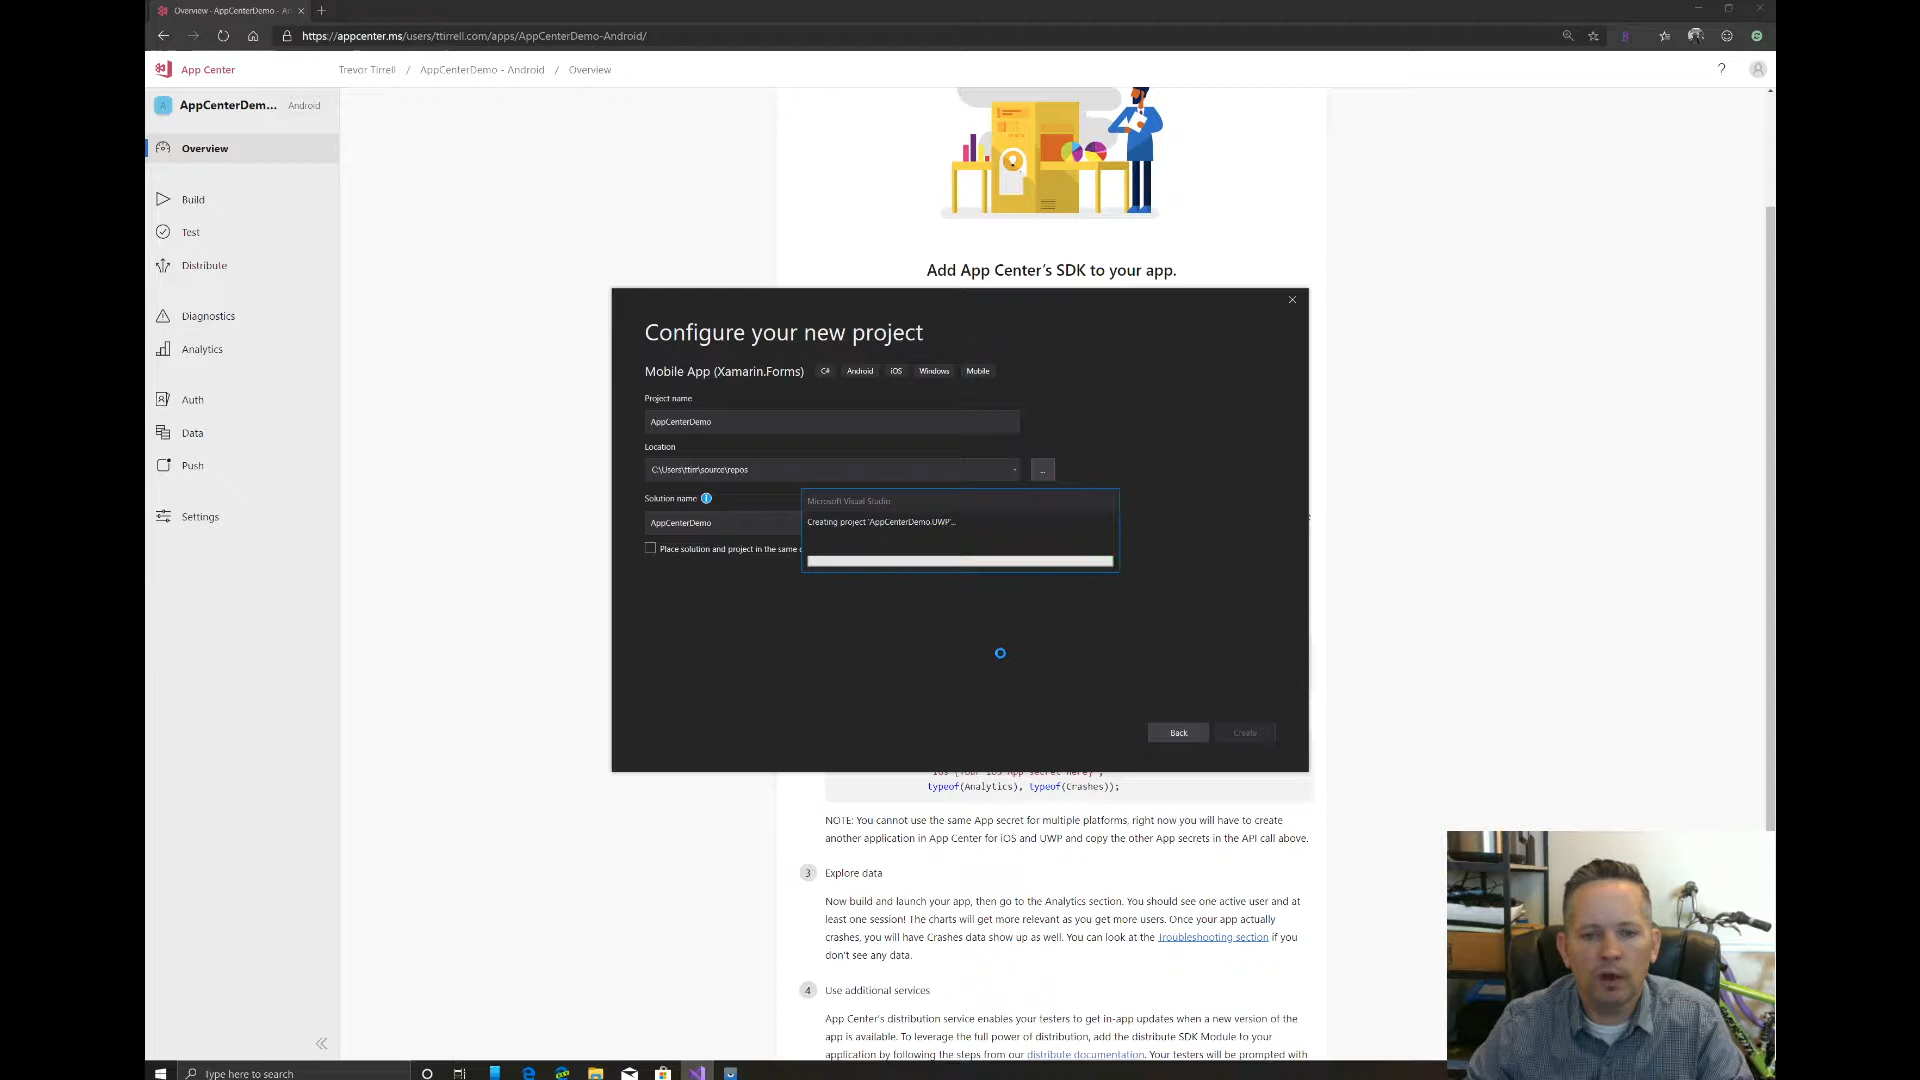 Overview - AppCenterDemo - An
https://appcenter.ms/users/ttirrell.com/apps/AppCenterDemo-Android/
App Center
Trevor Tirrell / AppCenterDemo - Android / Overview
?
A AppCenterDem... Android
Overview
Build
Test
Distribute
Diagnostics
Analytics
Auth
Data
Push
Settings
Add App Center's SDK to your app.
Configure your new project
Mobile App (Xamarin.Forms) C# Android iOS Windows Mobile
Project name
AppCenterDemo
Location
C:\Users\ttirr\source\repos
...
Solution name
AppCenterDemo
Place solution and project in the same
Microsoft Visual Studio
Creating project 'AppCenterDemo.UWP'...
Back
Create
typeof(Analytics), typeof(Crashes));
NOTE: You cannot use the same App secret for multiple platforms, right now you will have to create
another application in App Center for iOS and UWP and copy the other App secrets in the API call above.
3 Explore data
Now build and launch your app, then go to the Analytics section. You should see one active user and at
least one session! The charts will get more relevant as you get more users. Once your app actually
crashes, you will have Crashes data show up as well. You can look at the Troubleshooting section if you
don't see any data.
4 Use additional services
App Center's distribution service enables your testers to get in-app updates when a new version of the
app is available. To leverage the full power of distribution, add the distribute SDK Module to your
application by following the steps from our distribute documentation. Your testers will be prompted with
Type here to search